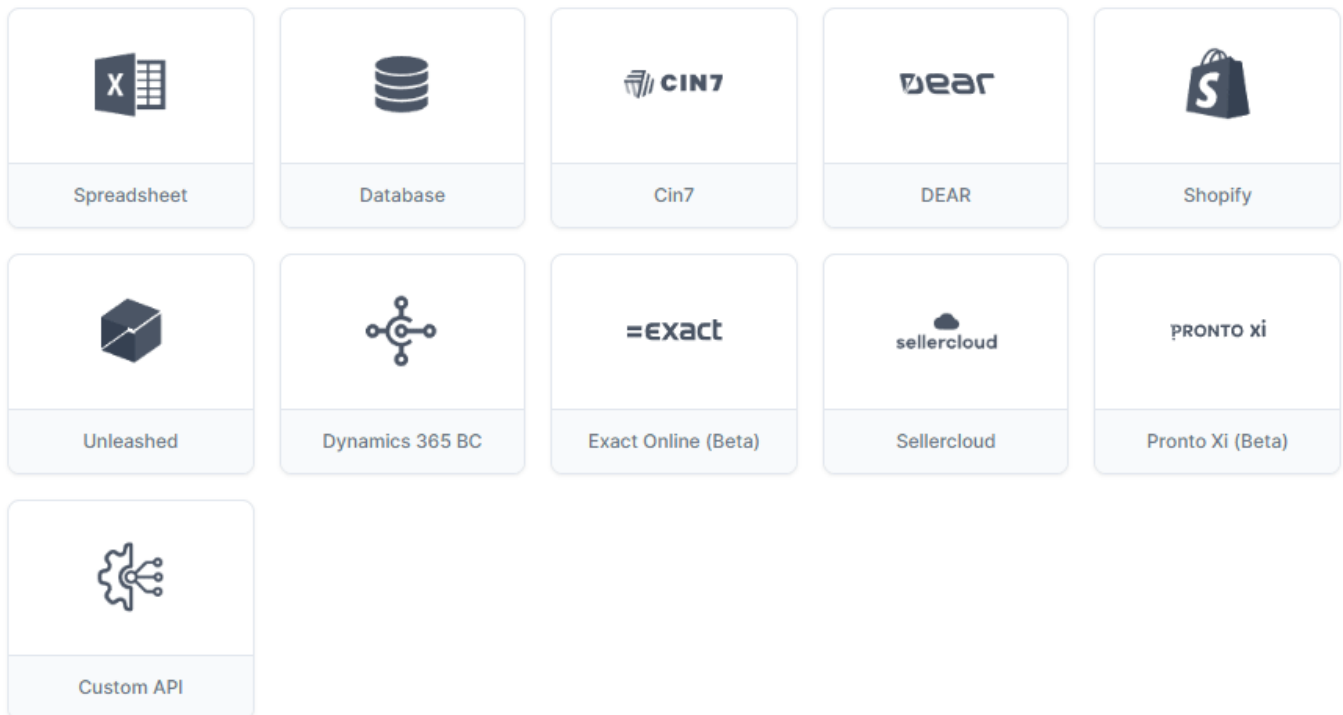 X
CIN7
DEAR
S
Spreadsheet
Database
Cin7
DEAR
Shopify
=exact
sellercloud
PRONTO xi
Unleashed
Dynamics 365 BC
Exact Online (Beta)
Sellercloud
Pronto Xi (Beta)
Custom API